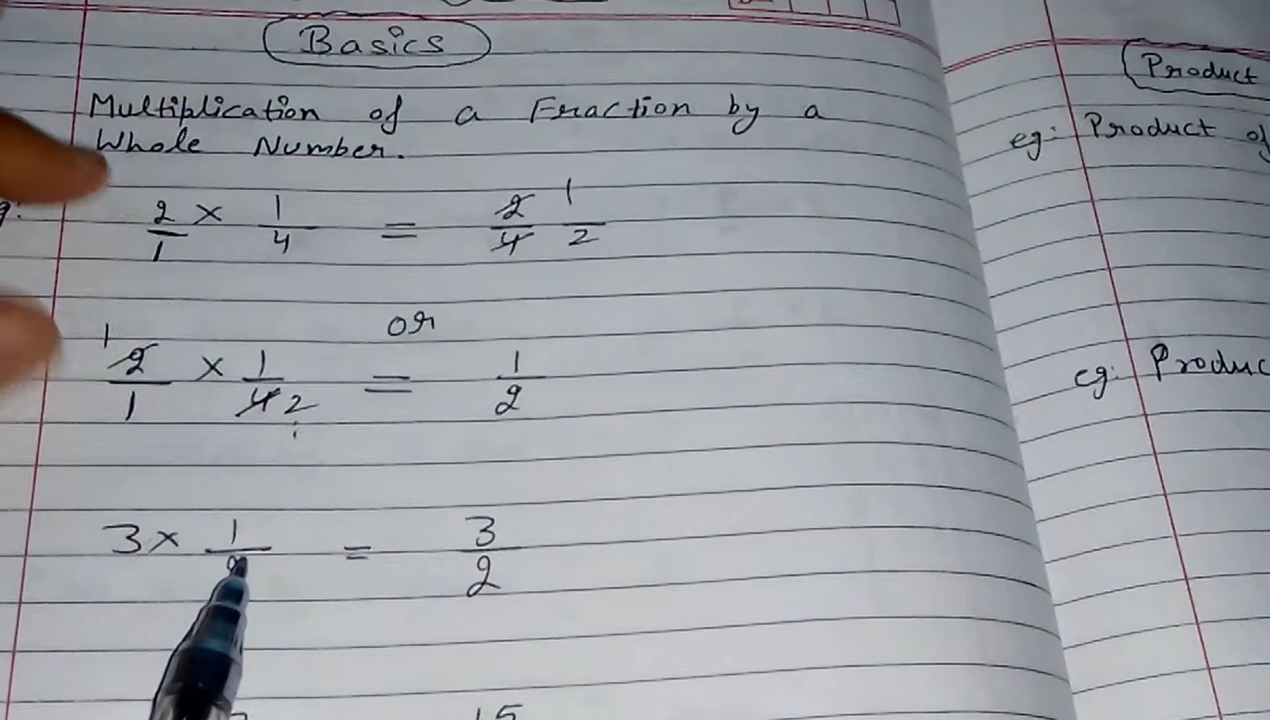 Basics
Multiplication of a Fraction by a
Whole Number.
2/1 × 1/4 = 2/4 1/2
or
1 2/1 × 1/4 2 = 1/2
3 × 1/2 = 3/2
15
Product
eg: Product of
eg: Produc